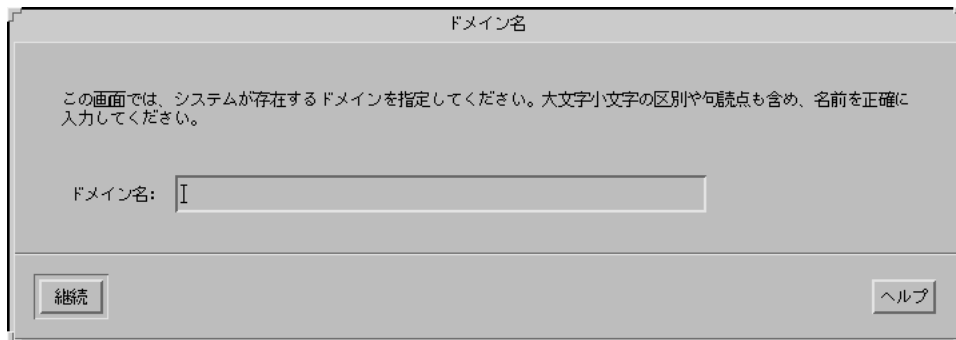 ドメイン名
この画面では、システムが存在するドメインを指定してください。大文字小文字の区別や句読点も含め、名前を正確に
入力してください。
ドメイン名:
継続 ヘルプ